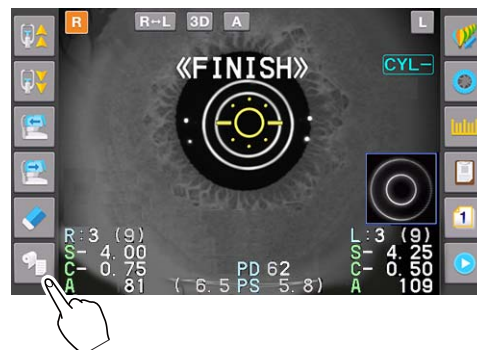 R R↔L 3D A L
《FINISH》
CYL−
R:3 (9) L:3 (9)
S- 4.00 S- 4.25
C- 0.75 PD 62 C- 0.50
A 81 ( 6.5 PS 5.8) A 109
1